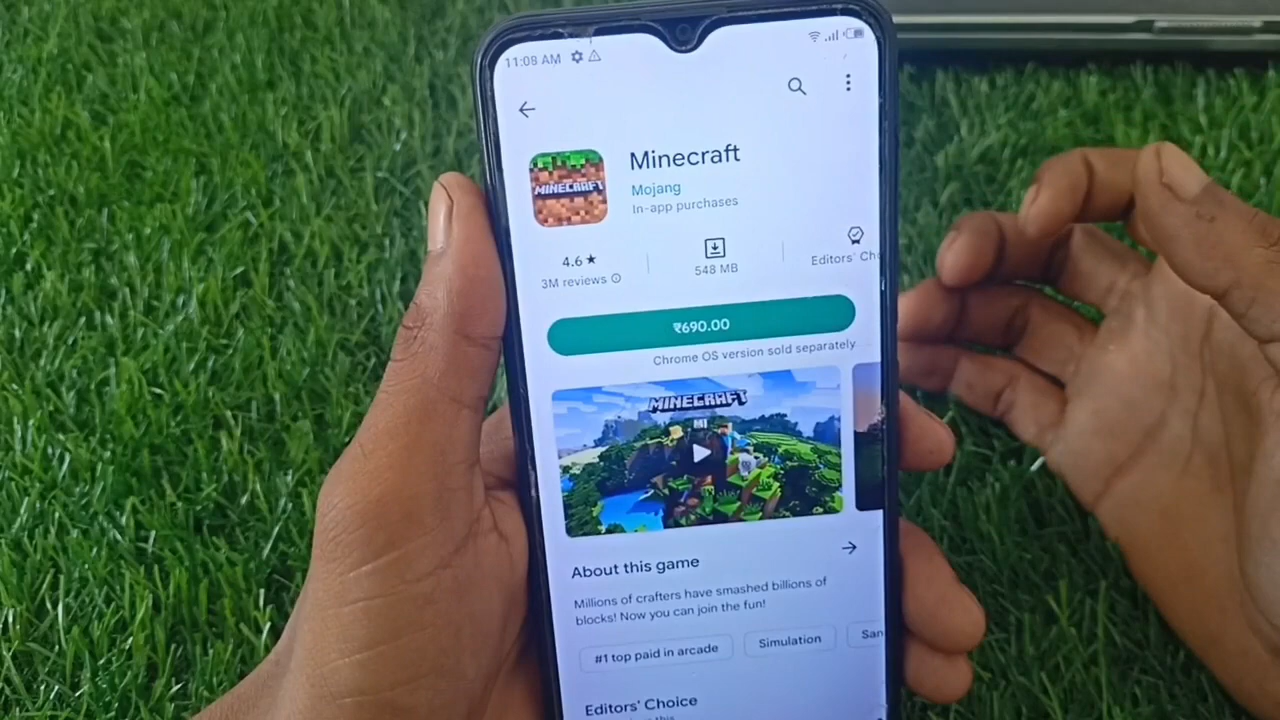 11:08 AM
Minecraft
MINECRAFT
Mojang
In-app purchases
4.6★
3M reviews
548 MB
Editors' Cho
₹690.00
Chrome OS version sold separately
MINECRAFT
About this game
Millions of crafters have smashed billions of
blocks! Now you can join the fun!
#1 top paid in arcade
Simulation
San
Editors' Choice